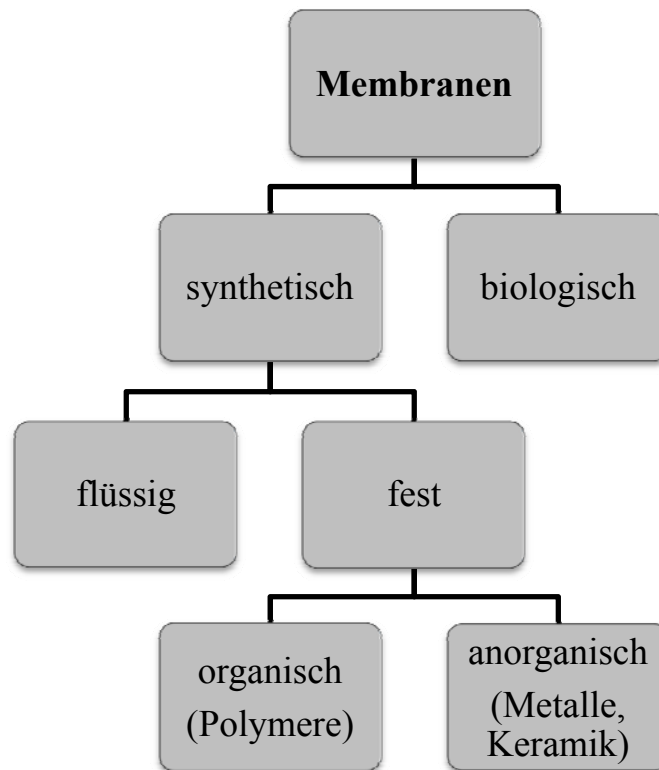 Membranen
synthetisch
biologisch
flüssig
fest
organisch
(Polymere)
anorganisch
(Metalle,
Keramik)